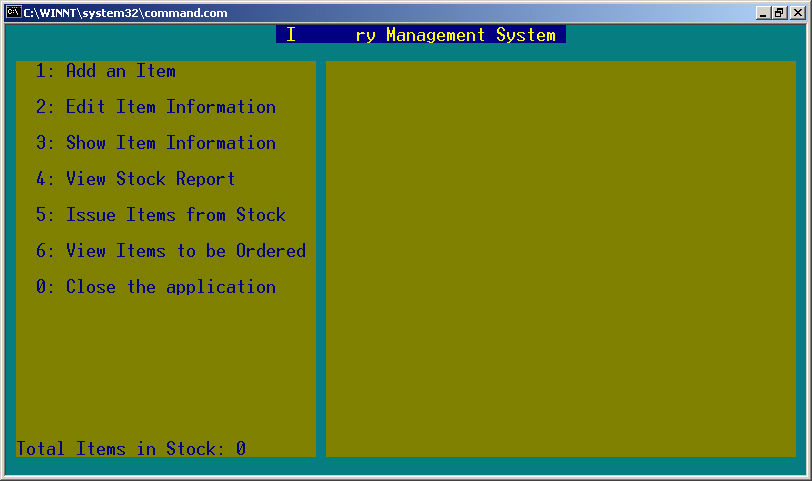 C:\WINNT\system32\command.com
I ry Management System
1: Add an Item
2: Edit Item Information
3: Show Item Information
4: View Stock Report
5: Issue Items from Stock
6: View Items to be Ordered
0: Close the application
Total Items in Stock: 0